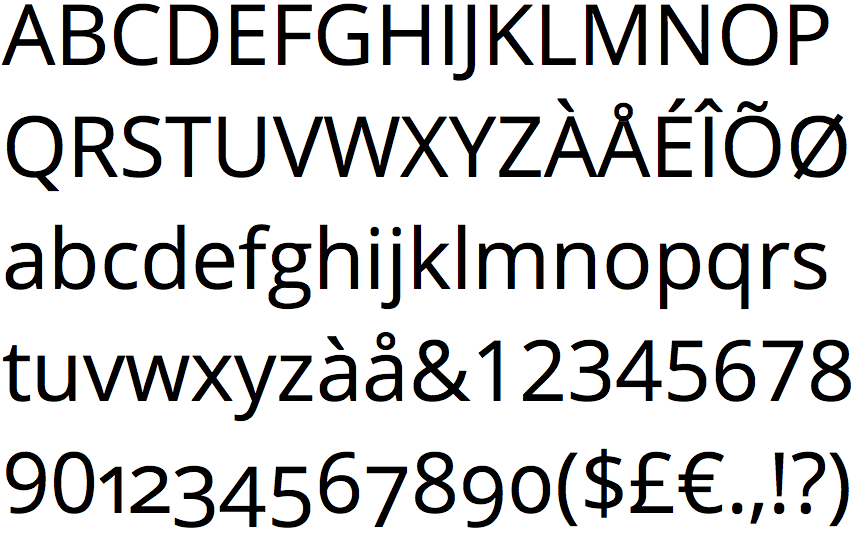 ABCDEFGHIJKLMNOP
QRSTUVWXYZÀÅÉÎÕØ
abcdefghijklmnopqrs
tuvwxyzàå&12345678
901234567890($£€.,!?)